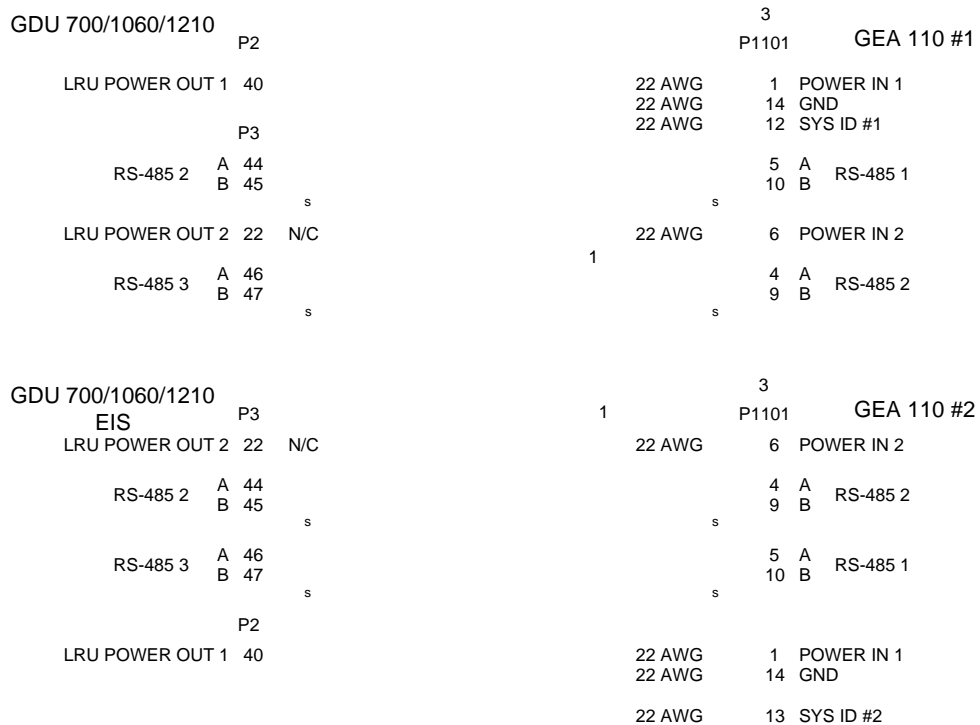 3
GDU 700/1060/1210 P2 P1101 GEA 110 #1
LRU POWER OUT 1 40 22 AWG 1 POWER IN 1
22 AWG 14 GND
P3 22 AWG 12 SYS ID #1
RS-485 2 A 44 5 A RS-485 1
B 45 10 B
s s
LRU POWER OUT 2 22 N/C 22 AWG 6 POWER IN 2
1
RS-485 3 A 46 4 A RS-485 2
B 47 9 B
s s
3
GDU 700/1060/1210 P3 1 P1101 GEA 110 #2
EIS
LRU POWER OUT 2 22 N/C 22 AWG 6 POWER IN 2
RS-485 2 A 44 4 A RS-485 2
B 45 9 B
s s
RS-485 3 A 46 5 A RS-485 1
B 47 10 B
s s
P2
LRU POWER OUT 1 40 22 AWG 1 POWER IN 1
22 AWG 14 GND
22 AWG 13 SYS ID #2